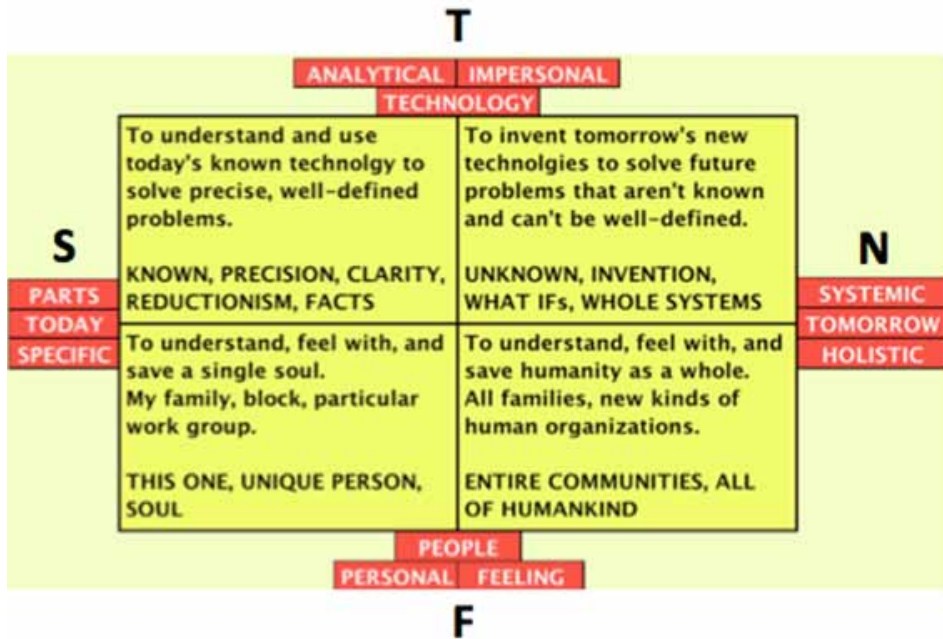 T
ANALYTICAL IMPERSONAL
TECHNOLOGY
To understand and use
today's known technolgy to
solve precise, well-defined
problems.
KNOWN, PRECISION, CLARITY,
REDUCTIONISM, FACTS
To invent tomorrow's new
technolgies to solve future
problems that aren't known
and can't be well-defined.
UNKNOWN, INVENTION,
WHAT IFs, WHOLE SYSTEMS
S
PARTS
TODAY
SPECIFIC
N
SYSTEMIC
TOMORROW
HOLISTIC
To understand, feel with, and
save a single soul.
My family, block, particular
work group.
THIS ONE, UNIQUE PERSON,
SOUL
To understand, feel with, and
save humanity as a whole.
All families, new kinds of
human organizations.
ENTIRE COMMUNITIES, ALL
OF HUMANKIND
PEOPLE
PERSONAL FEELING
F